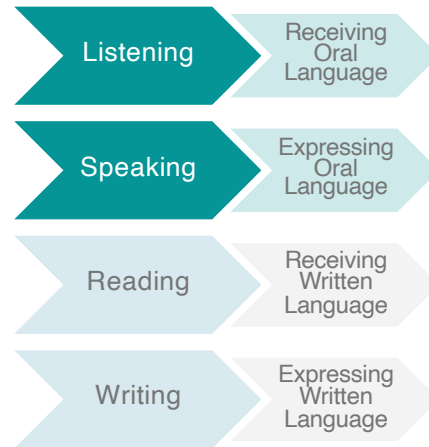 Listening
Receiving
Oral
Language
Speaking
Expressing
Oral
Language
Reading
Receiving
Written
Language
Writing
Expressing
Written
Language